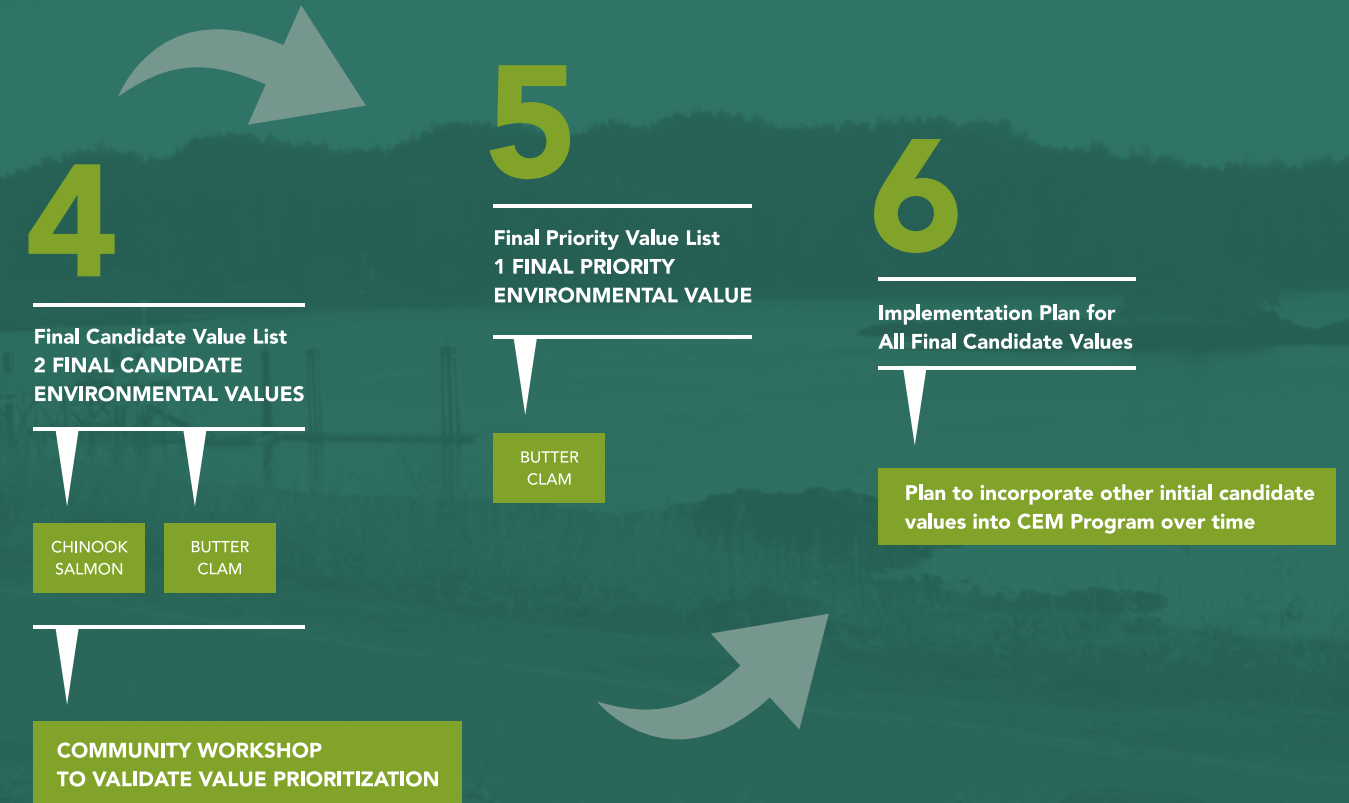 4
Final Candidate Value List
2 FINAL CANDIDATE
ENVIRONMENTAL VALUES
CHINOOK
SALMON
BUTTER
CLAM
COMMUNITY WORKSHOP
TO VALIDATE VALUE PRIORITIZATION
5
Final Priority Value List
1 FINAL PRIORITY
ENVIRONMENTAL VALUE
BUTTER
CLAM
6
Implementation Plan for
All Final Candidate Values
Plan to incorporate other initial candidate
values into CEM Program over time